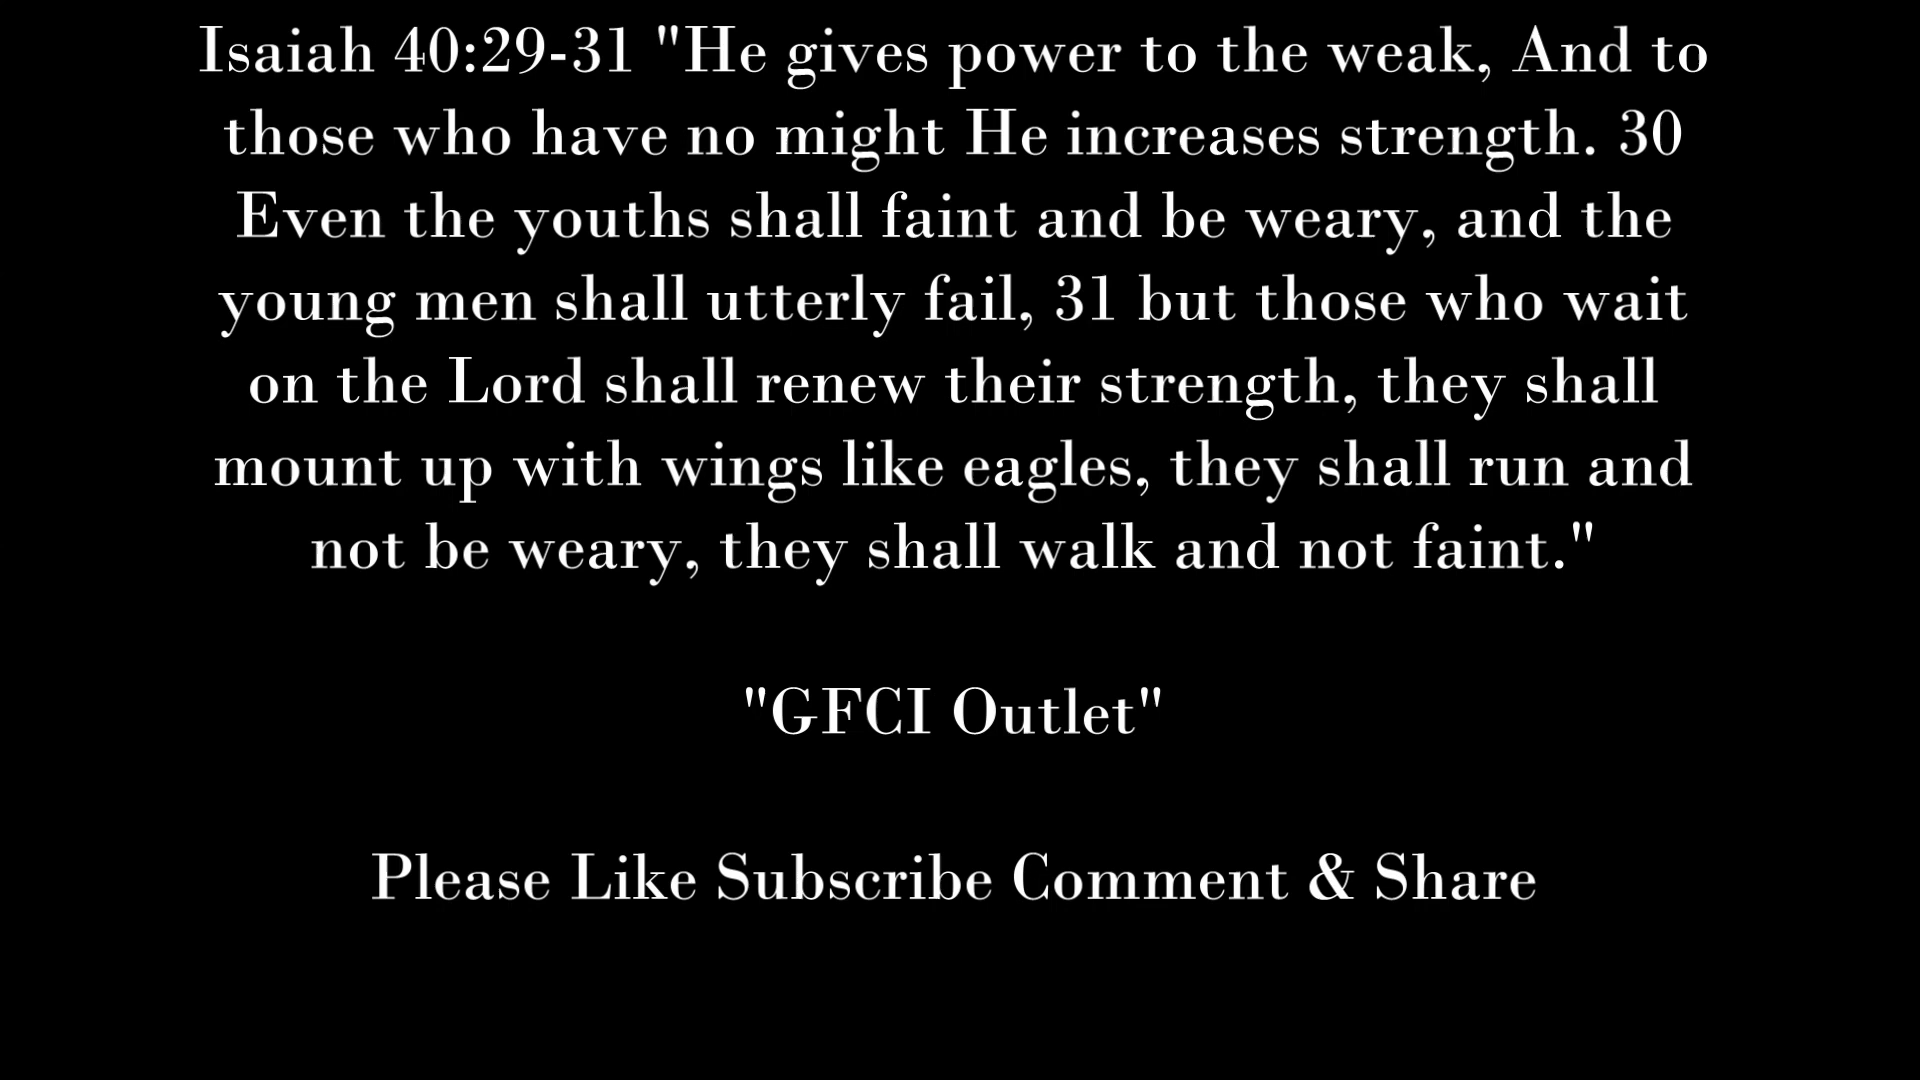 Isaiah 40:29-31 "He gives power to the weak, And to
those who have no might He increases strength. 30
Even the youths shall faint and be weary, and the
young men shall utterly fail, 31 but those who wait
on the Lord shall renew their strength, they shall
mount up with wings like eagles, they shall run and
not be weary, they shall walk and not faint."
"GFCI Outlet"
Please Like Subscribe Comment & Share